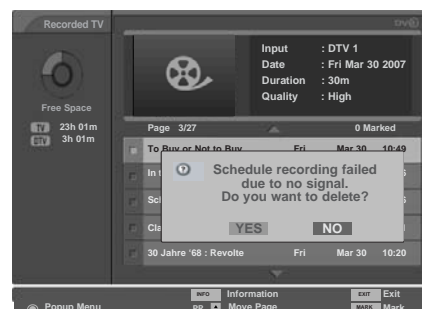 Recorded TV
DVR
Input : DTV 1
Date : Fri Mar 30 2007
Duration : 30m
Quality : High
Free Space
TV 23h 01m
DTV 3h 01m
Page 3/27 0 Marked
To Buy or Not to Buy Fri Mar 30 10:49
Schedule recording failed
due to no signal.
Do you want to delete?
YES NO
30 Jahre '68 : Revolte Fri Mar 30 10:20
INFO Information EXIT Exit
Popup Menu PR Move Page MARK Mark